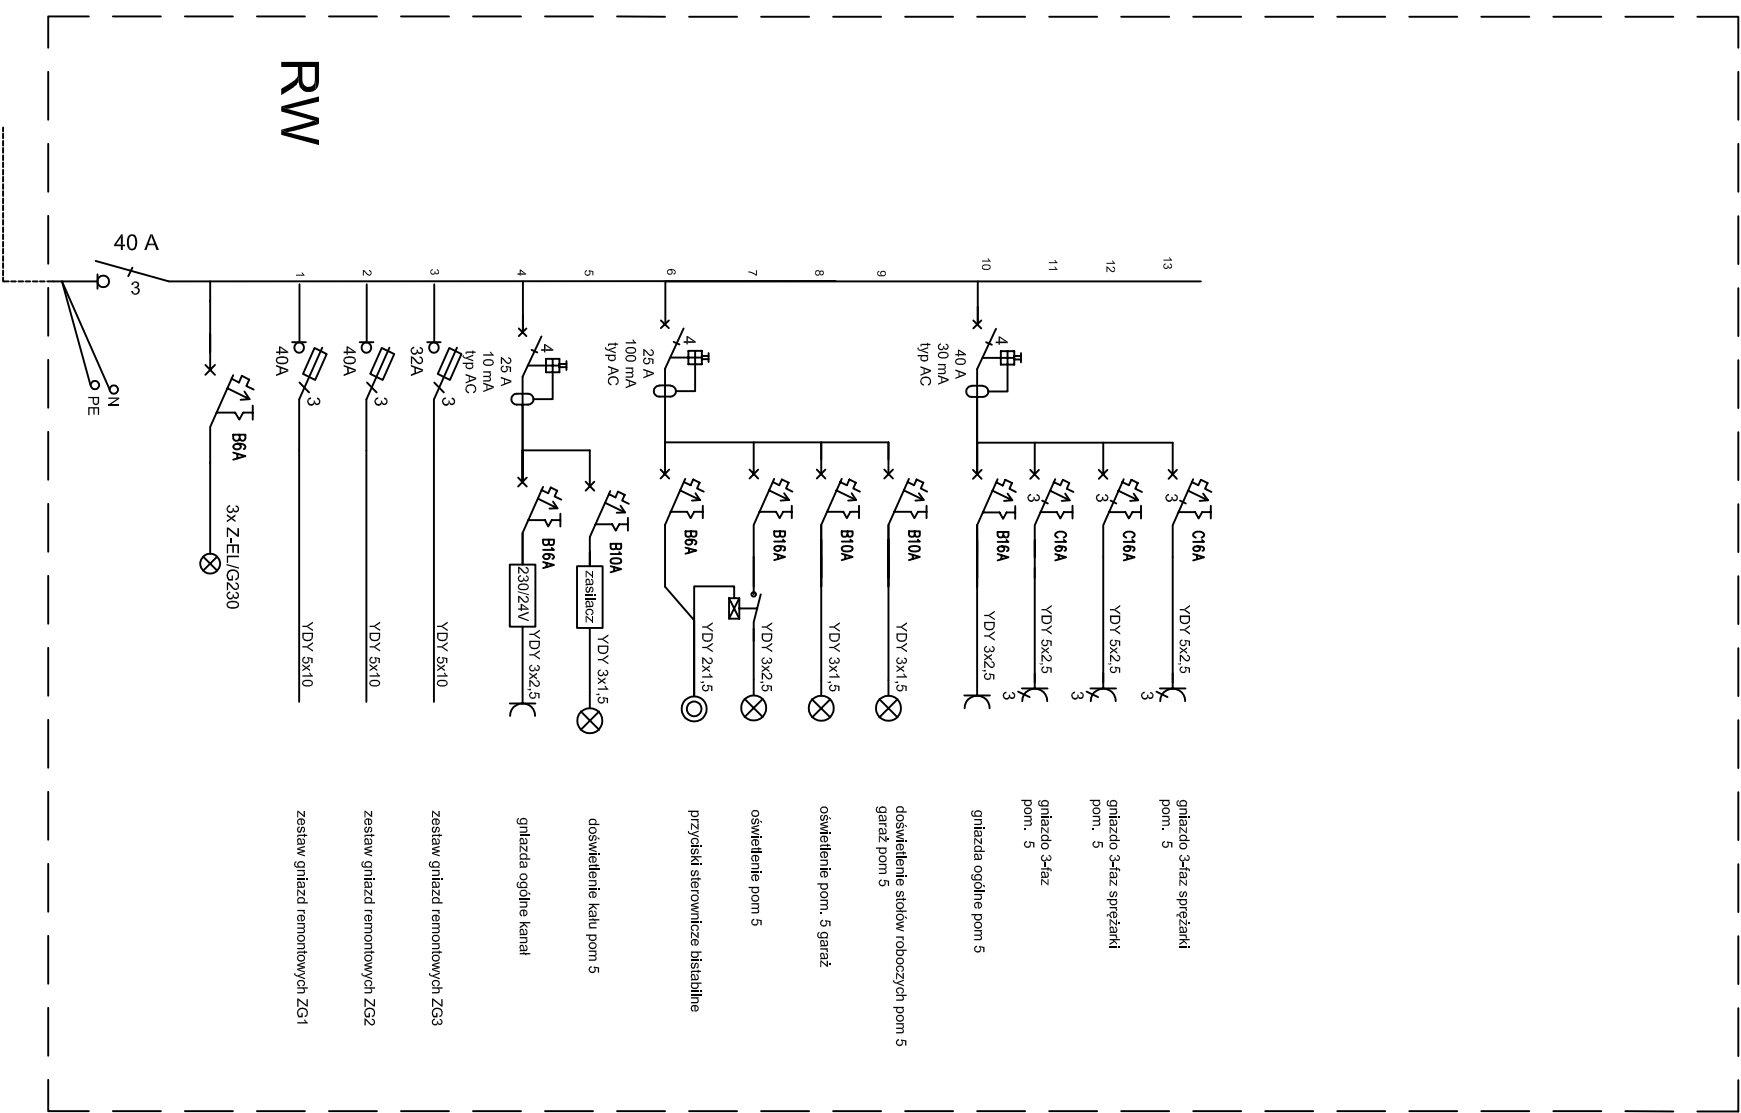 RW
40 A
3
N
PE
B6A
3x Z-EL/G230
1
40A
3
YDY 5x10
zestaw gniazd remontowych ZG1
2
40A
3
YDY 5x10
zestaw gniazd remontowych ZG2
3
32A
3
YDY 5x10
zestaw gniazd remontowych ZG3
4
4
25 A
10 mA
typ AC
B16A
230/24V
YDY 3x2,5
gniazda ogólne kanał
5
B10A
zasilacz
YDY 3x1,5
doświetlenie kału pom 5
6
4
25 A
100 mA
typ AC
B6A
YDY 2x1,5
przyciski sterownicze bistabilne
7
B16A
YDY 3x2,5
oświetlenie pom 5
8
B10A
YDY 3x1,5
oświetlenie pom. 5 garaż
9
B10A
YDY 3x1,5
doświetlenie stołów roboczych pom 5
garaż pom 5
10
4
40 A
30 mA
typ AC
B16A
YDY 3x2,5
gniazda ogólne pom 5
11
3
C16A
YDY 5x2,5
3
gniazdo 3-faz
pom. 5
12
3
C16A
YDY 5x2,5
3
gniazdo 3-faz sprężarki
pom. 5
13
3
C16A
YDY 5x2,5
3
gniazdo 3-faz sprężarki
pom. 5